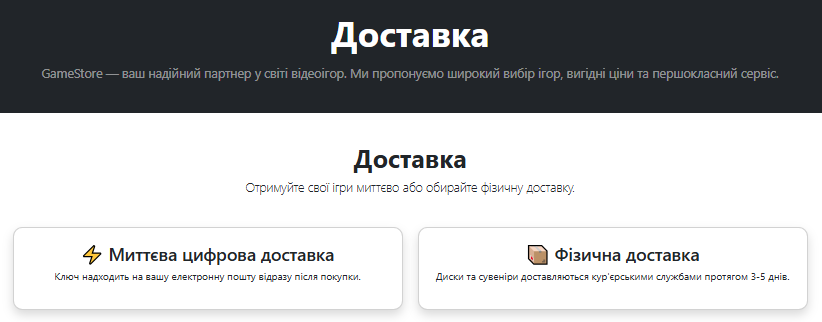 Доставка
GameStore — ваш надійний партнер у світі відеоігор. Ми пропонуємо широкий вибір ігор, вигідні ціни та першокласний сервіс.
Доставка
Отримуйте свої ігри миттєво або обирайте фізичну доставку.
⚡ Миттєва цифрова доставка
Ключ надходить на вашу електронну пошту відразу після покупки.
📦 Фізична доставка
Диски та сувеніри доставляються кур'єрськими службами протягом 3-5 днів.